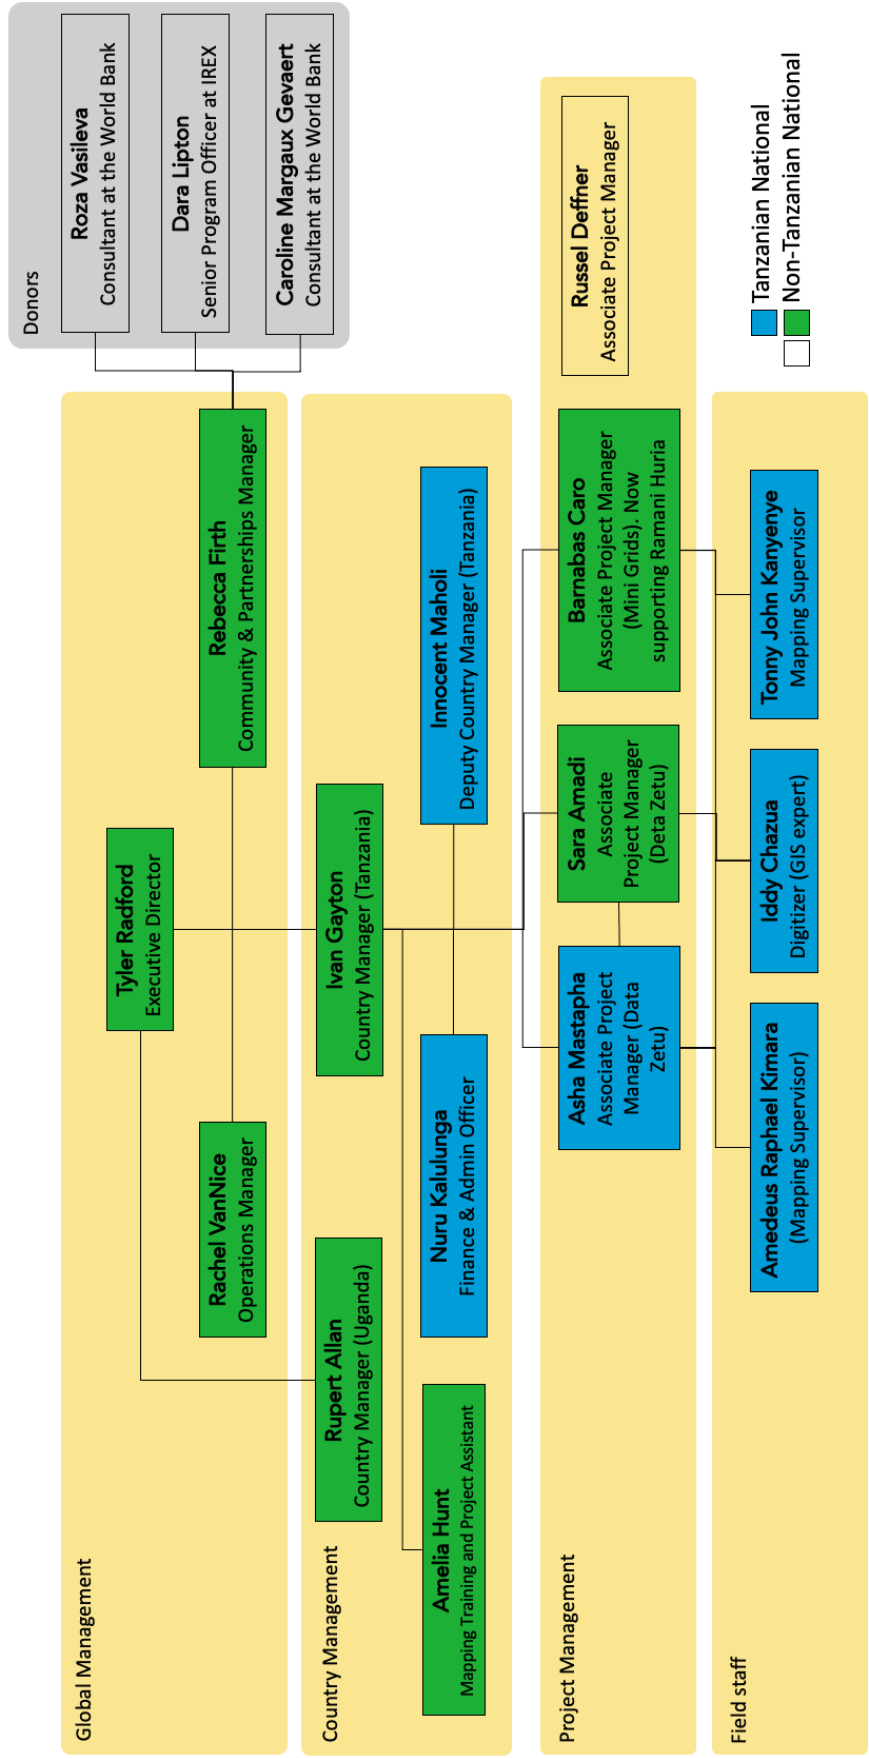 Global Management
Tyler Radford
Executive Director
Rachel VanNice
Operations Manager
Rebecca Firth
Community & Partnerships Manager
Donors
Roza Vasileva
Consultant at the World Bank
Dara Lipton
Senior Program Officer at IREX
Caroline Margaux Gevaert
Consultant at the World Bank
Country Management
Rupert Allan
Country Manager (Uganda)
Ivan Gayton
Country Manager (Tanzania)
Amelia Hunt
Mapping Training and Project Assistant
Nuru Kalulunga
Finance & Admin Officer
Innocent Maholi
Deputy Country Manager (Tanzania)
Project Management
Asha Mastapha
Associate Project
Manager (Data
Zetu)
Sara Amadi
Associate
Project Manager
(Deta Zetu)
Barnabas Caro
Associate Project Manager
(Mini Grids). Now
supporting Ramani Huria
Russel Deffner
Associate Project Manager
Field staff
Amedeus Raphael Kimara
(Mapping Supervisor)
Iddy Chazua
Digitizer (GIS expert)
Tonny John Kanyenye
Mapping Supervisor
Tanzanian National
Non-Tanzanian National